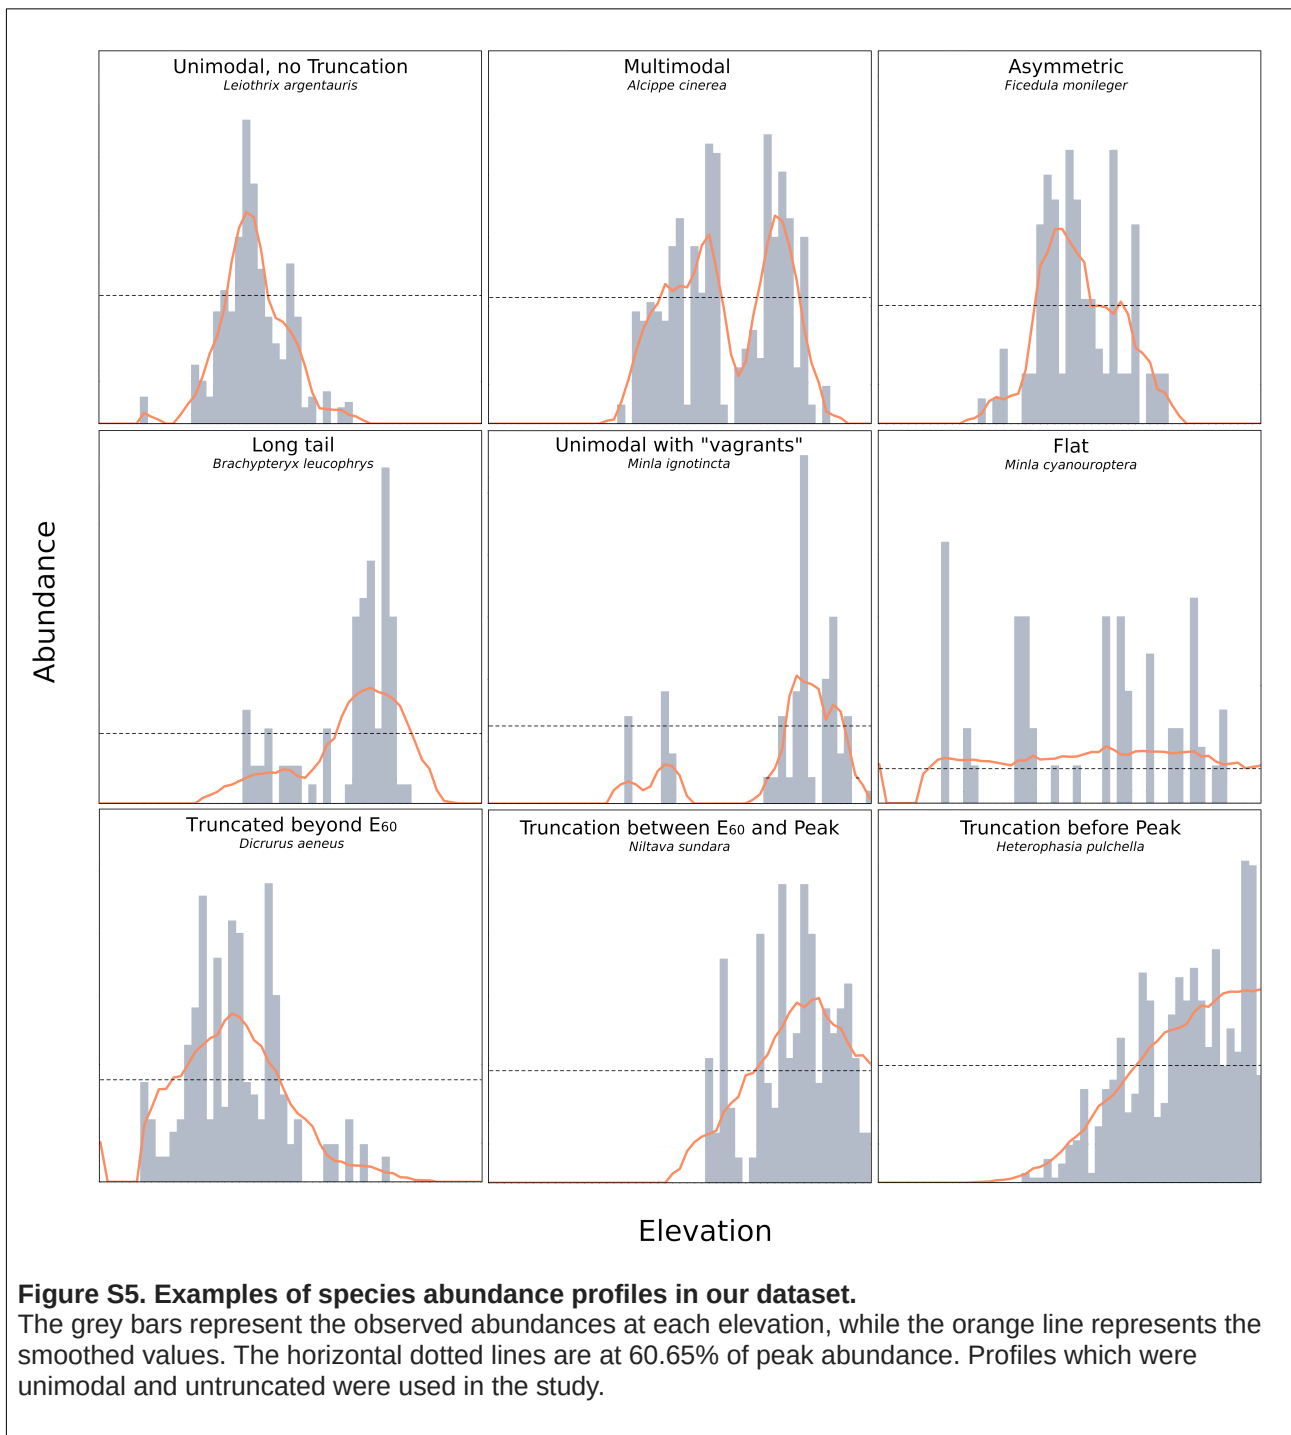 Unimodal, no Truncation
Leiothrix argentauris
Multimodal
Alcippe cinerea
Asymmetric
Ficedula monileger
Long tail
Brachypteryx leucophrys
Unimodal with "vagrants"
Minla ignotincta
Flat
Minla cyanouroptera
Truncated beyond E60
Dicrurus aeneus
Truncation between E60 and Peak
Niltava sundara
Truncation before Peak
Heterophasia pulchella
Abundance
Elevation
Figure S5. Examples of species abundance profiles in our dataset.
The grey bars represent the observed abundances at each elevation, while the orange line represents the
smoothed values. The horizontal dotted lines are at 60.65% of peak abundance. Profiles which were
unimodal and untruncated were used in the study.